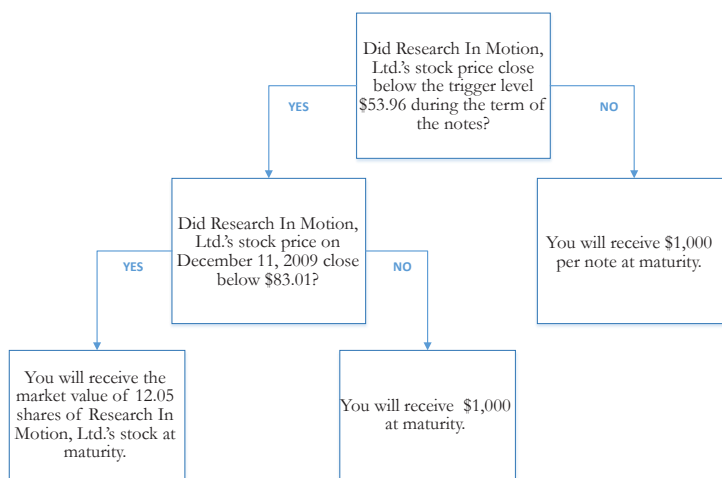 Did Research In Motion,
Ltd.'s stock price close
below the trigger level
$53.96 during the term of
the notes?
YES
NO
Did Research In Motion,
Ltd.'s stock price on
December 11, 2009 close
below $83.01?
You will receive $1,000
per note at maturity.
YES
NO
You will receive the
market value of 12.05
shares of Research In
Motion, Ltd.'s stock at
maturity.
You will receive $1,000
at maturity.